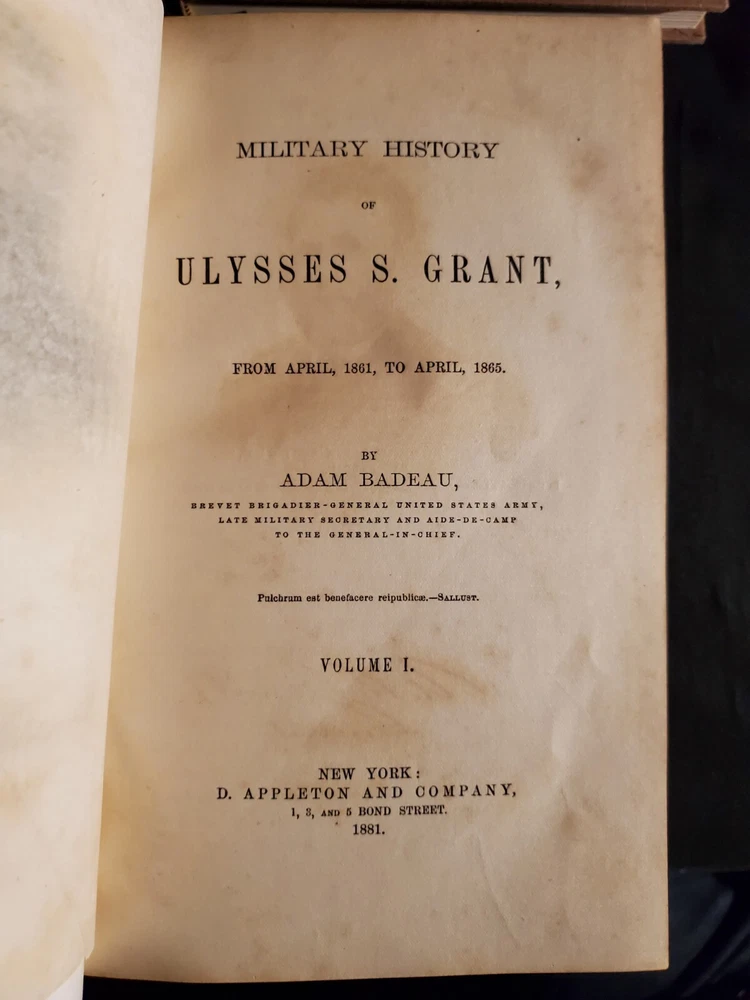 MILITARY HISTORY
OF
ULYSSES S. GRANT,
FROM APRIL, 1861, TO APRIL, 1865.
BY
ADAM BADEAU,
BREVET BRIGADIER-GENERAL UNITED STATES ARMY,
LATE MILITARY SECRETARY AND AIDE-DE-CAMP
TO THE GENERAL-IN-CHIEF.
Pulchrum est benefacere reipublicæ.—SALLUST.
VOLUME I.
NEW YORK:
D. APPLETON AND COMPANY,
1, 3, AND 5 BOND STREET.
1881.